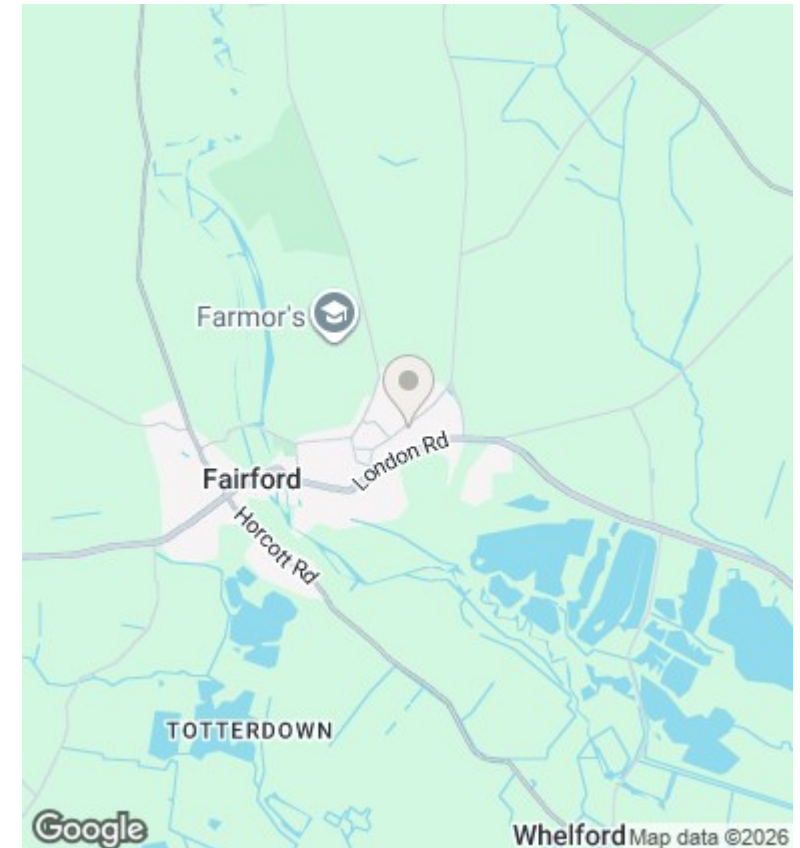 Farmor's
London Rd
Fairford
Horcott Rd
TOTTERDOWN
Google
Whelford
Map data ©2026